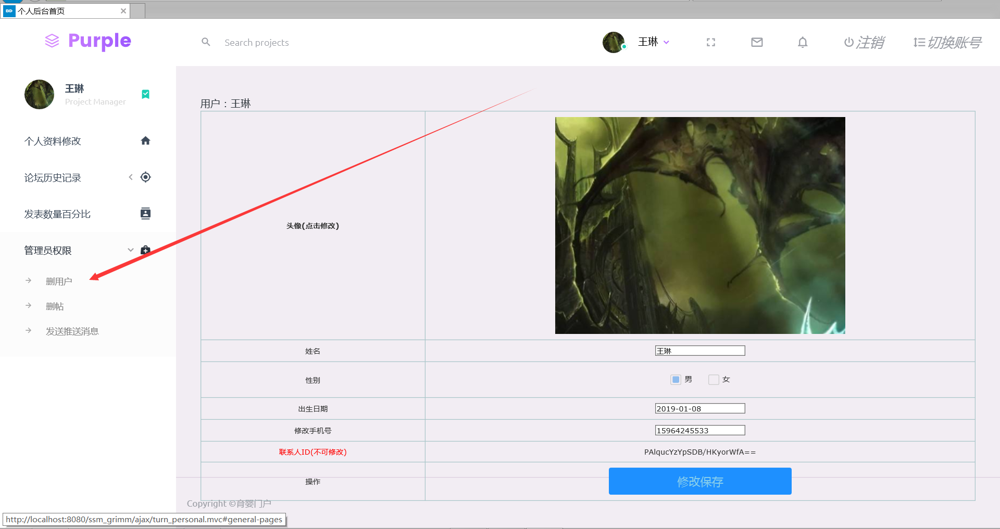 个人后台首页
Purple
Search projects
王琳
注销
切换账号
王琳
Project Manager
个人资料修改
论坛历史记录
发表数量百分比
管理员权限
删用户
删帖
发送推送消息
用户：王琳
头像(点击修改)
姓名
王琳
性别
男
女
出生日期
2019-01-08
修改手机号
15964245533
联系人ID(不可修改)
PAlqucYzYpSDB/HKyorWfA==
操作
修改保存
Copyright ©育婴门户
http://localhost:8080/ssm_grimm/ajax/turn_personal.mvc#general-pages